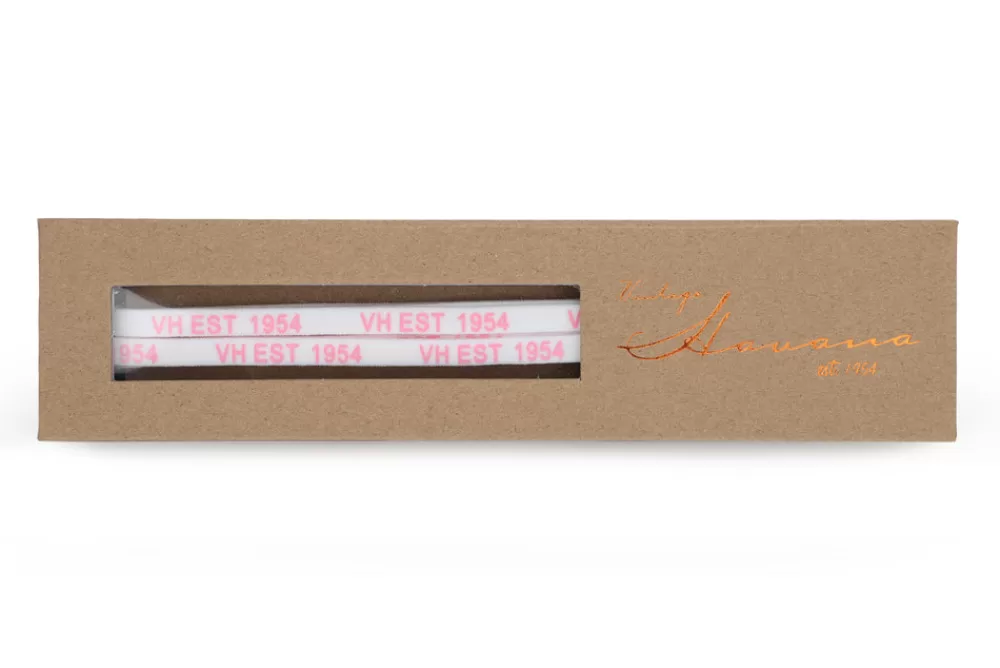 VH EST 1954 VH EST 1954 V
954 VH EST 1954 VH EST 1954
Vintage
Havana
est. 1954